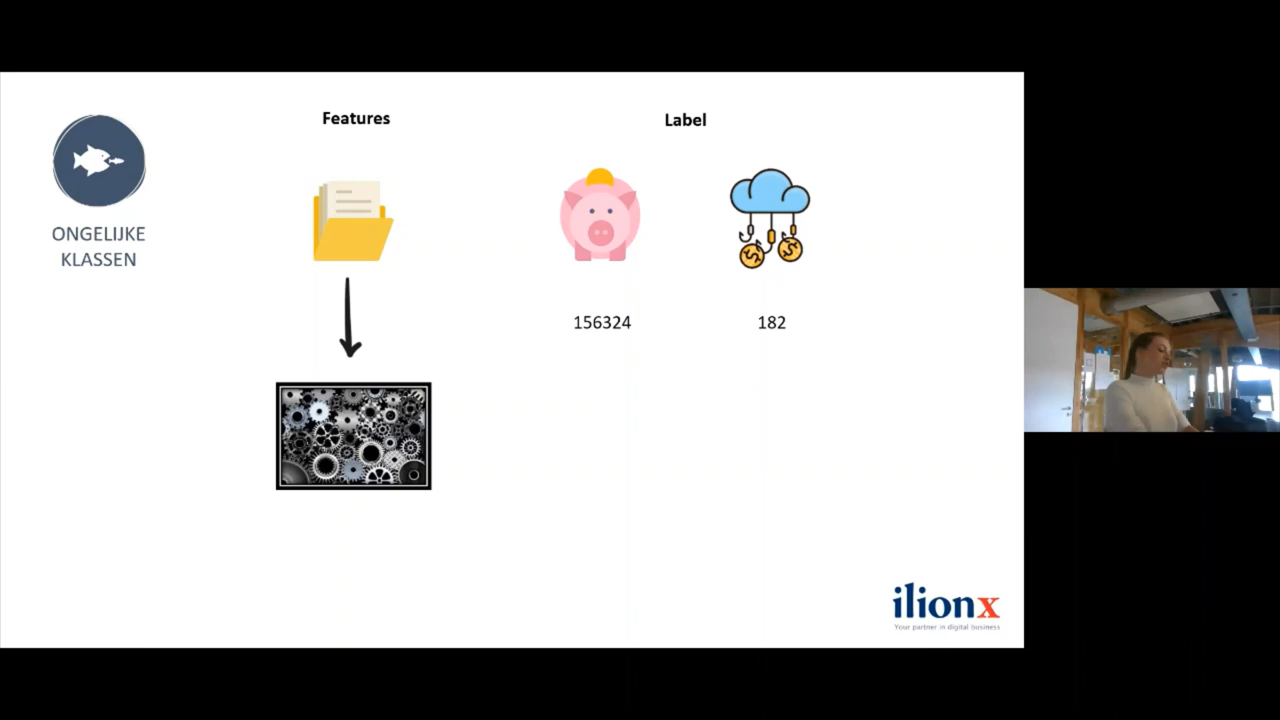 Features
Label
ONGELIJKE
KLASSEN
156324
182
ilionx
Your partner in digital business